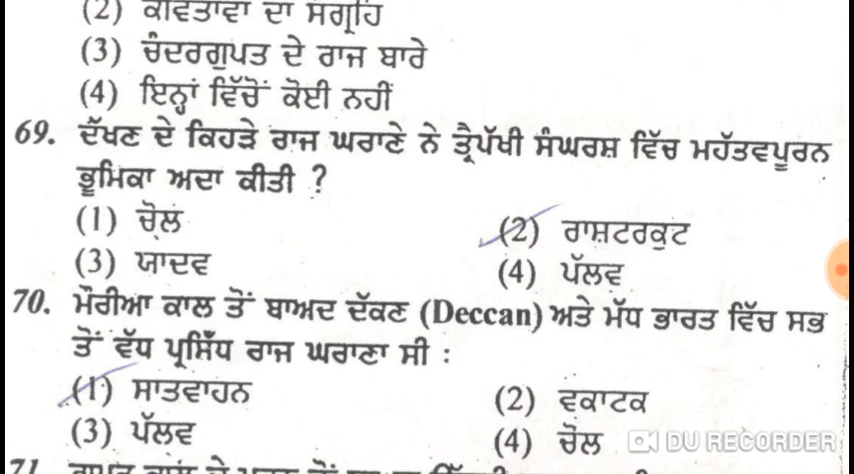 (2) ਕਵਿਤਾਵਾਂ ਦਾ ਸੰਗ੍ਰਹਿ
(3) ਚੰਦਰਗੁਪਤ ਦੇ ਰਾਜ ਬਾਰੇ
(4) ਇਨ੍ਹਾਂ ਵਿੱਚੋਂ ਕੋਈ ਨਹੀਂ
69. ਦੱਖਣ ਦੇ ਕਿਹੜੇ ਰਾਜ ਘਰਾਣੇ ਨੇ ਤ੍ਰੈਪੱਖੀ ਸੰਘਰਸ਼ ਵਿੱਚ ਮਹੱਤਵਪੂਰਨ
ਭੂਮਿਕਾ ਅਦਾ ਕੀਤੀ ?
(1) ਚੋਲ (2) ਰਾਸ਼ਟਰਕੁਟ
(3) ਯਾਦਵ (4) ਪੱਲਵ
70. ਮੌਰੀਆ ਕਾਲ ਤੋਂ ਬਾਅਦ ਦੱਕਣ (Deccan) ਅਤੇ ਮੱਧ ਭਾਰਤ ਵਿੱਚ ਸਭ
ਤੋਂ ਵੱਧ ਪ੍ਰਸਿੱਧ ਰਾਜ ਘਰਾਣਾ ਸੀ :
(1) ਸਾਤਵਾਹਨ (2) ਵਕਾਟਕ
(3) ਪੱਲਵ (4) ਚੋਲ DU RECORDER
71.